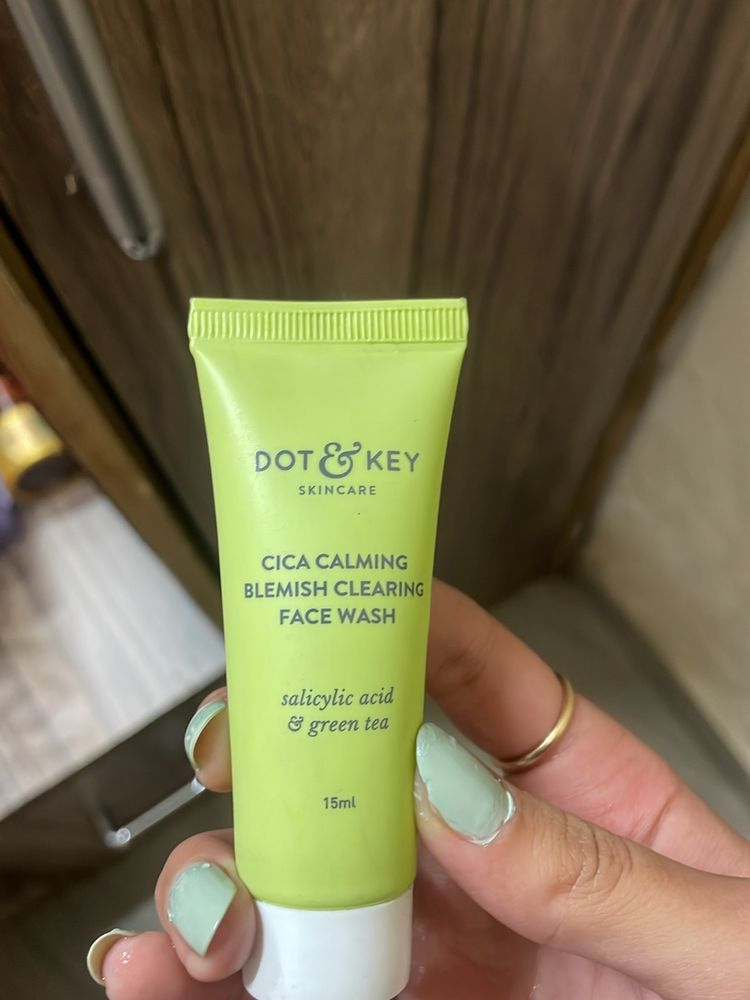 DOT & KEY
SKINCARE
CICA CALMING
BLEMISH CLEARING
FACE WASH
salicylic acid
& green tea
15ml